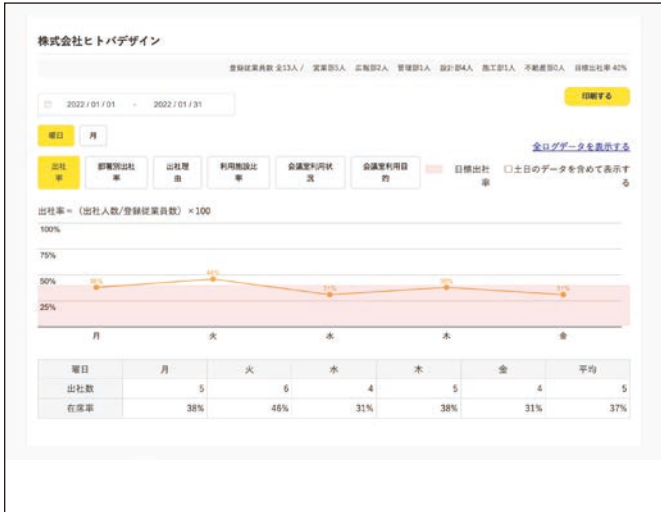 株式会社ヒトバデザイン
登録従業員数 全13人 / 営業部5人 広報部2人 管理部1人 設計部4人 施工部1人 不動産部0人 目標出社率 40%
2022 / 01 / 01 - 2022 / 01 / 31
印刷する
曜日 月
全ログデータを表示する
出社率
部署別出社率
出社理由
利用施設比率
会議室利用状況
会議室利用目的
目標出社率
土日のデータを含めて表示する
出社率 = (出社人数/登録従業員数) ×100
100%
75%
50%
25%
38% 46% 31% 38% 31%
月 火 水 木 金
曜日 月 火 水 木 金 平均
出社数 5 6 4 5 4 5
在席率 38% 46% 31% 38% 31% 37%